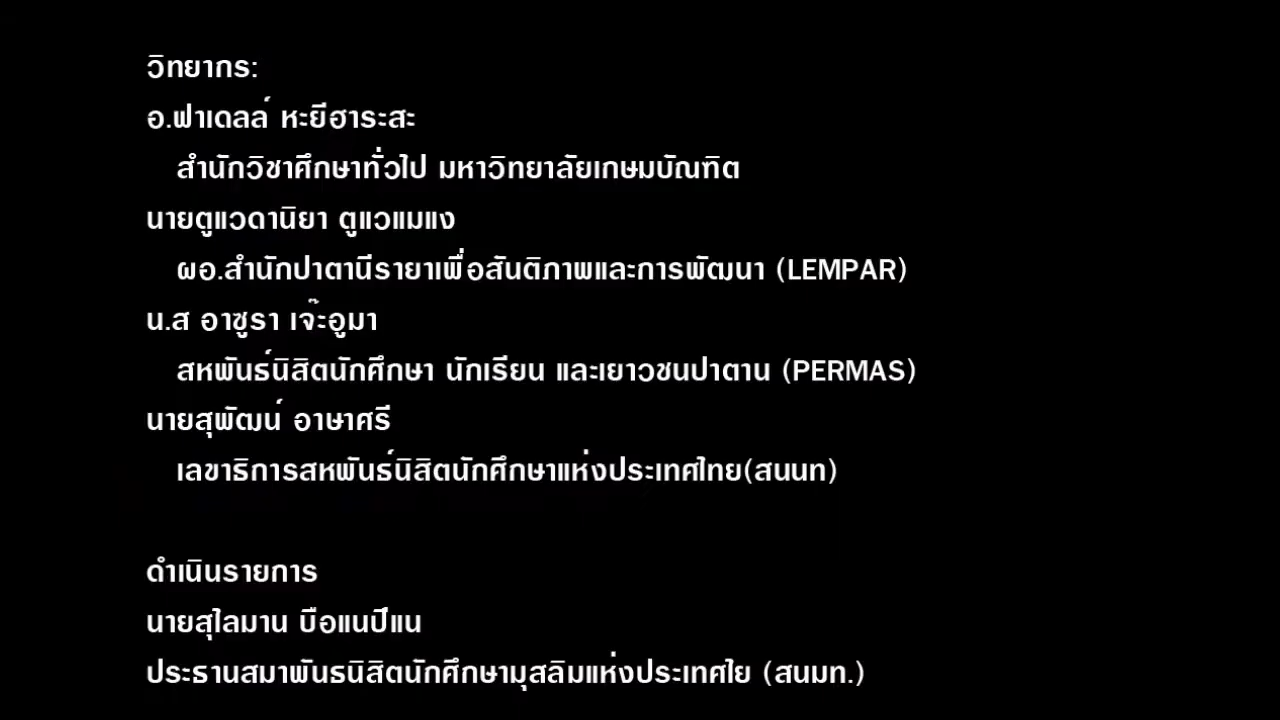 วิทยากร:
อ.ฟาเดลล์ หะยีฮาระสะ
สำนักวิชาศึกษาทั่วไป มหาวิทยาลัยเกษมบัณฑิต
นายตูแวดานิยา ตูแวแมแง
ผอ.สำนักปาตานีรายาเพื่อสันติภาพและการพัฒนา (LEMPAR)
น.ส อาซูรา เจ๊ะอูมา
สหพันธ์นิสิตนักศึกษา นักเรียน และเยาวชนปาตาน (PERMAS)
นายสุพัฒน์ อาษาศรี
เลขาธิการสหพันธ์นิสิตนักศึกษาแห่งประเทศไทย(สนนท)
ดำเนินรายการ
นายสุไลมาน บือแนปีแน
ประธานสมาพันธนิสิตนักศึกษามุสลิมแห่งประเทศไย (สนมท.)